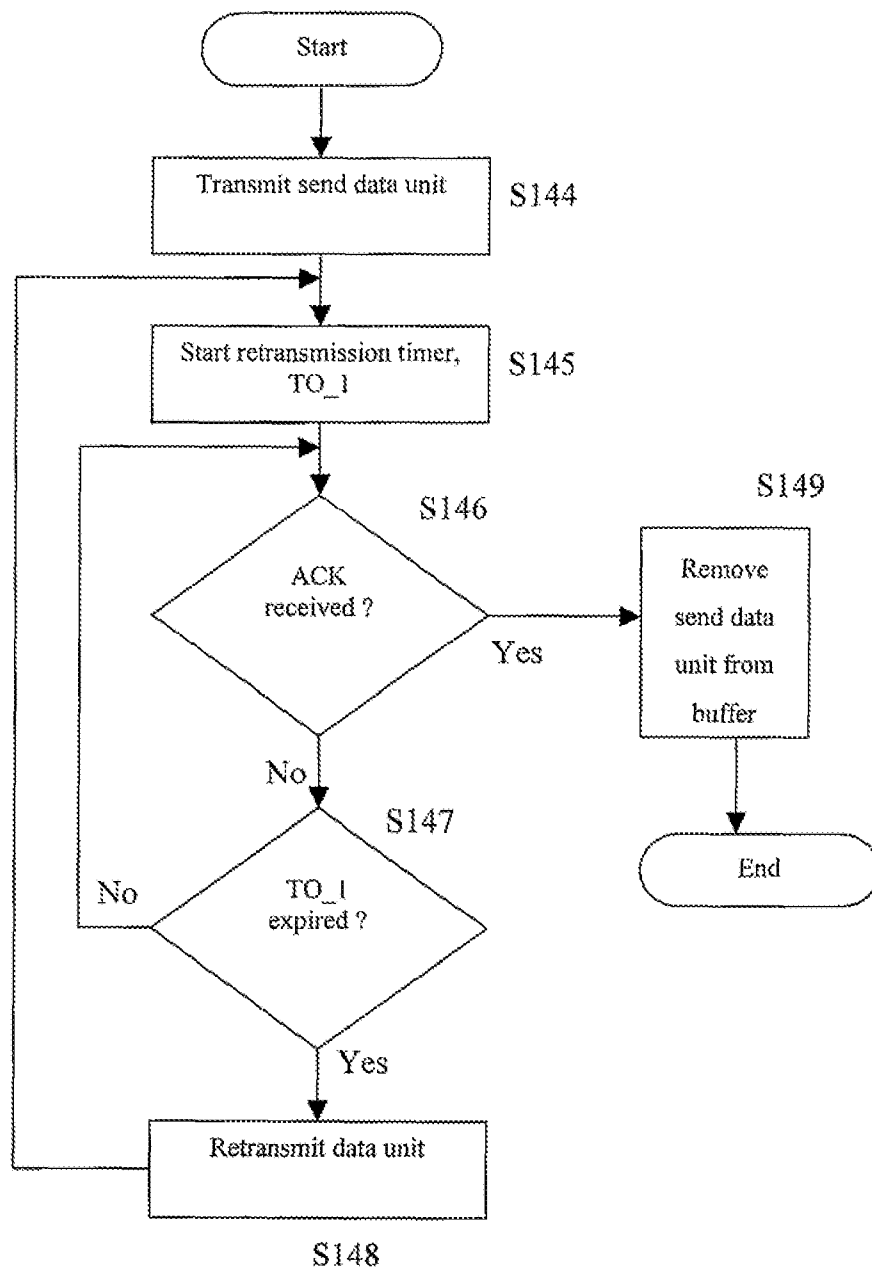 Start
Transmit send data unit
S144
Start retransmission timer,
TO_1
S145
S146
ACK
received ?
Yes
No
S149
Remove
send data
unit from
buffer
End
S147
TO_1
expired ?
No
Yes
Retransmit data unit
S148